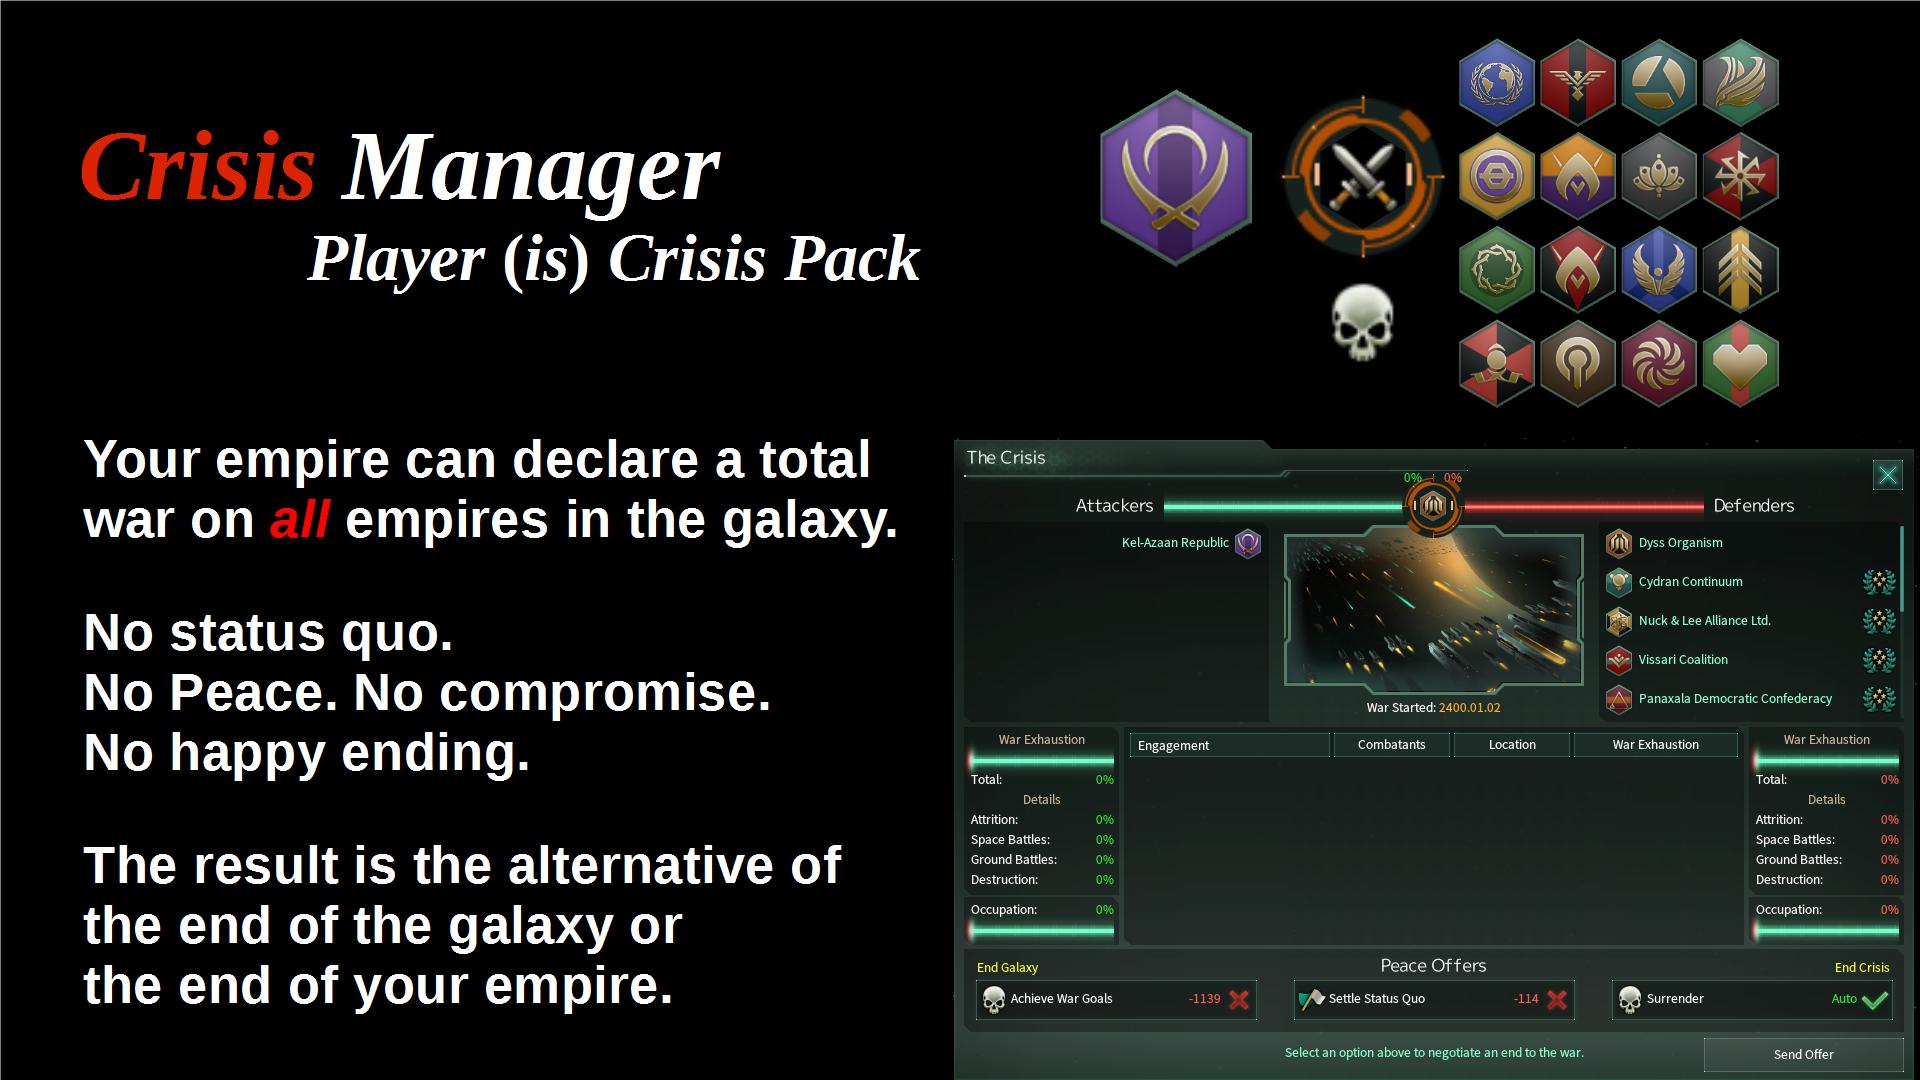 Crisis Manager
Player (is) Crisis Pack
Your empire can declare a total
war on all empires in the galaxy.
No status quo.
No Peace. No compromise.
No happy ending.
The result is the alternative of
the end of the galaxy or
the end of your empire.
The Crisis
0% 0%
Attackers
Defenders
Kel-Azaan Republic
Dyss Organism
Cydran Continuum
Nuck & Lee Alliance Ltd.
Vissari Coalition
Panaxala Democratic Confederacy
War Started: 2400.01.02
War Exhaustion
Total: 0%
Details
Attrition: 0%
Space Battles: 0%
Ground Battles: 0%
Destruction: 0%
Occupation: 0%
Engagement Combatants Location War Exhaustion
War Exhaustion
Total: 0%
Details
Attrition: 0%
Space Battles: 0%
Ground Battles: 0%
Destruction: 0%
Occupation: 0%
Peace Offers
End Galaxy
End Crisis
Achieve War Goals -1139
Settle Status Quo -114
Surrender Auto
Select an option above to negotiate an end to the war.
Send Offer